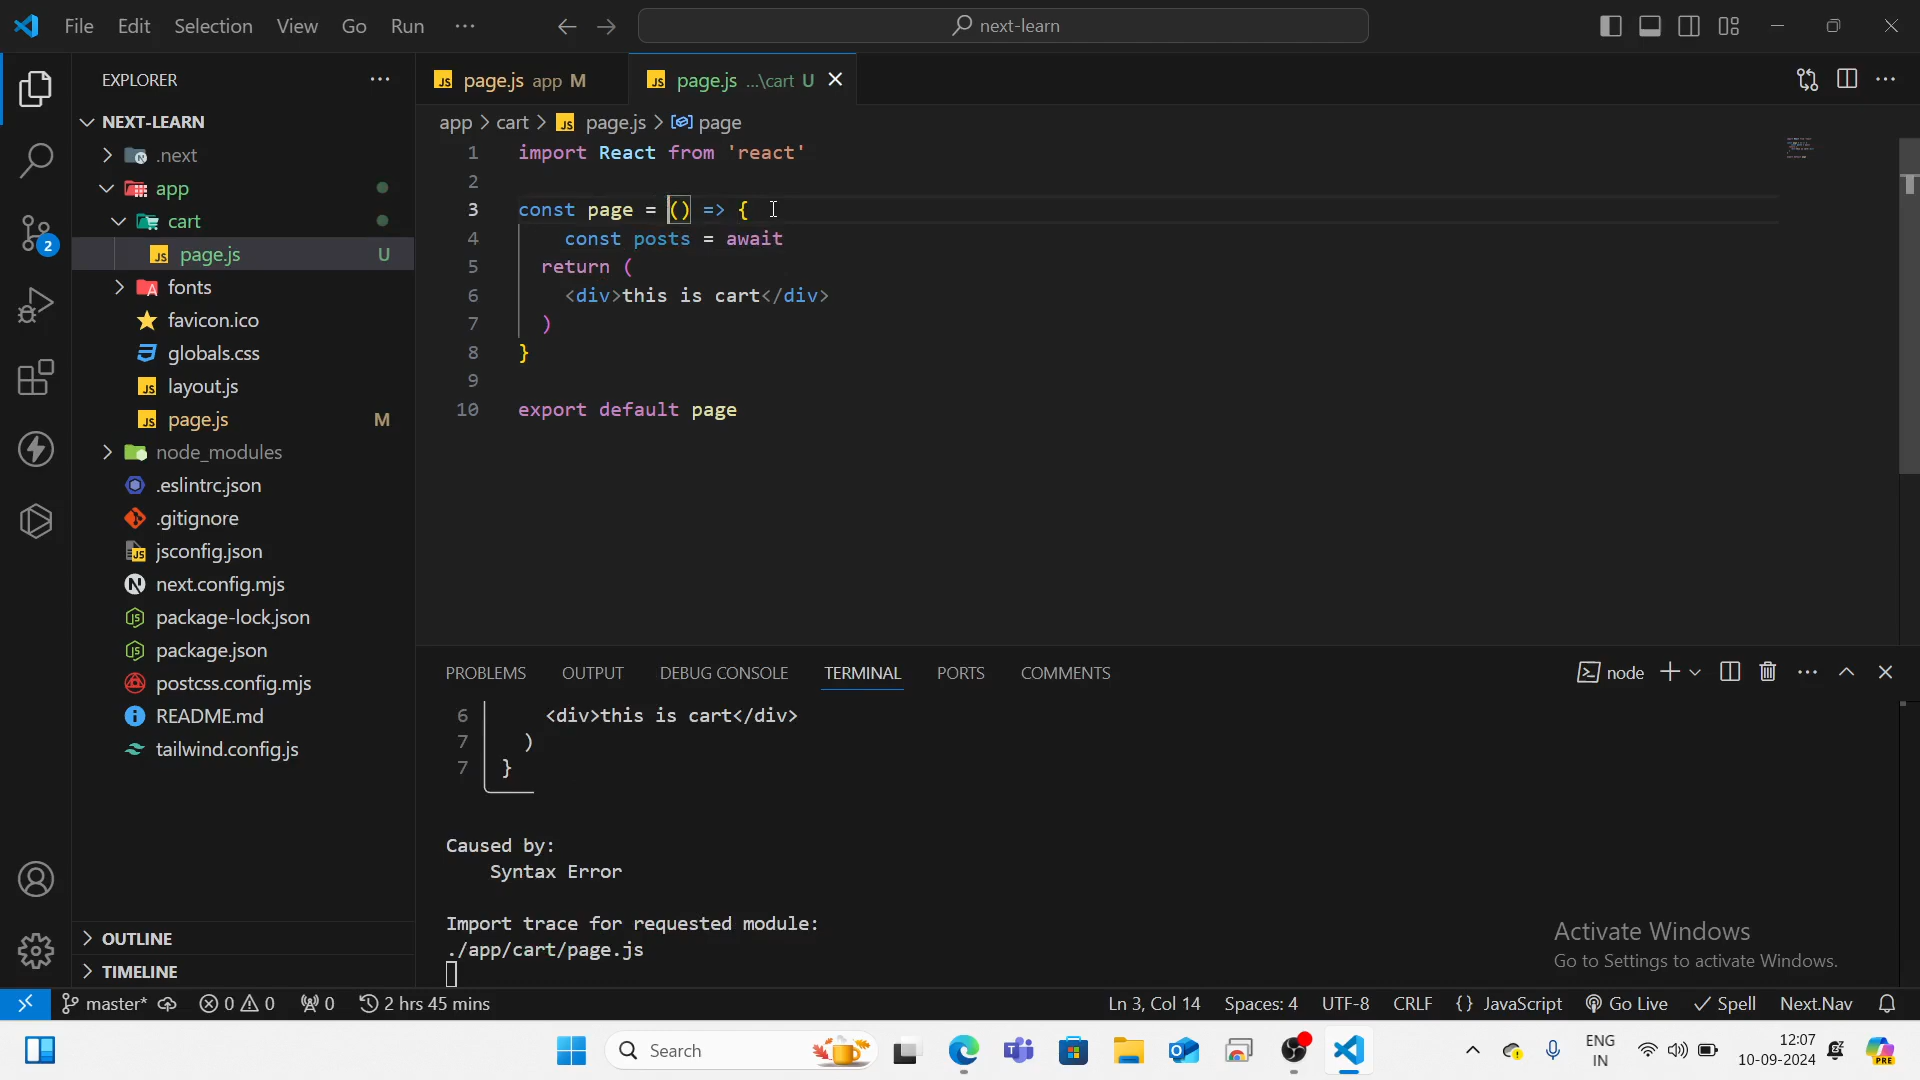 File Edit Selection View Go Run ··· next-learn
EXPLORER ···
NEXT-LEARN
.next
app
cart
page.js U
fonts
favicon.ico
globals.css
layout.js
page.js M
node_modules
.eslintrc.json
.gitignore
jsconfig.json
next.config.mjs
package-lock.json
package.json
postcss.config.mjs
README.md
tailwind.config.js
OUTLINE
TIMELINE
2
JS page.js app M
JS page.js ...\cart U
app > cart > JS page.js > page
1 import React from 'react'
2
3 const page = () => {
4 const posts = await
5 return (
6 <div>this is cart</div>
7 )
8 }
9
10 export default page
PROBLEMS OUTPUT DEBUG CONSOLE TERMINAL PORTS COMMENTS node
6 <div>this is cart</div>
7 )
7 }
Caused by:
Syntax Error
Import trace for requested module:
./app/cart/page.js
Activate Windows
Go to Settings to activate Windows.
master* 0 0 0 2 hrs 45 mins Ln 3, Col 14 Spaces: 4 UTF-8 CRLF {} JavaScript Go Live Spell Next.Nav
Search
ENG
IN
12:07
10-09-2024
PRE